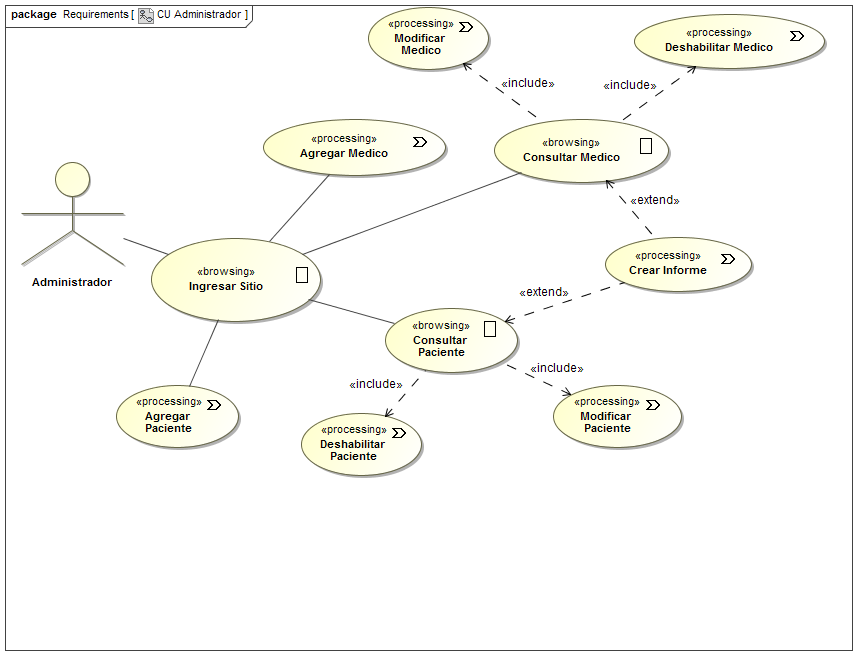 package Requirements [ CU Administrador ]
«processing»
Modificar
Medico
«processing»
Deshabilitar Medico
«include»
«include»
«processing»
Agregar Medico
«browsing»
Consultar Medico
«extend»
Administrador
«browsing»
Ingresar Sitio
«processing»
Crear Informe
«extend»
«browsing»
Consultar
Paciente
«include»
«include»
«processing»
Agregar
Paciente
«processing»
Deshabilitar
Paciente
«processing»
Modificar
Paciente